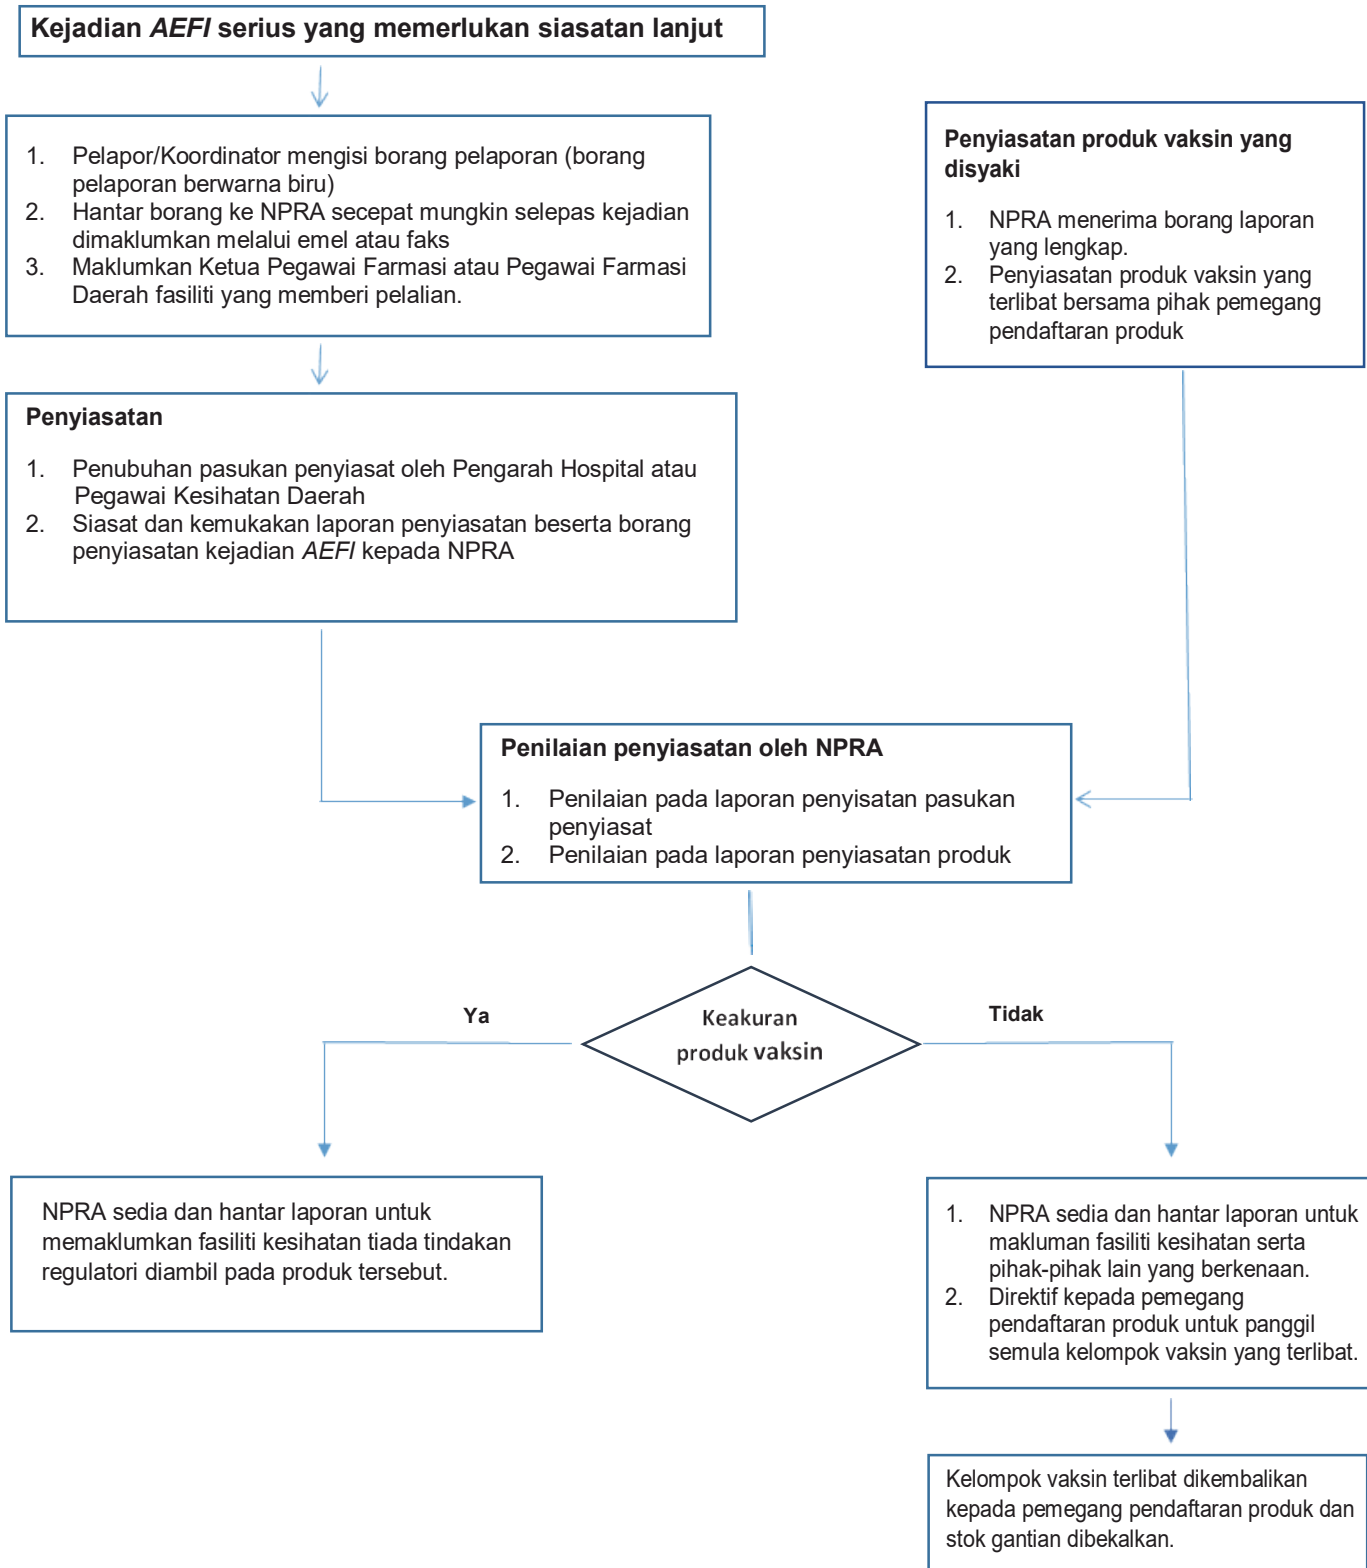 Kejadian AEFI serius yang memerlukan siasatan lanjut
1. Pelapor/Koordinator mengisi borang pelaporan (borang
pelaporan berwarna biru)
2. Hantar borang ke NPRA secepat mungkin selepas kejadian
dimaklumkan melalui emel atau faks
3. Maklumkan Ketua Pegawai Farmasi atau Pegawai Farmasi
Daerah fasiliti yang memberi pelalian.
Penyiasatan produk vaksin yang
disyaki
1. NPRA menerima borang laporan
yang lengkap.
2. Penyiasatan produk vaksin yang
terlibat bersama pihak pemegang
pendaftaran produk
Penyiasatan
1. Penubuhan pasukan penyiasat oleh Pengarah Hospital atau
Pegawai Kesihatan Daerah
2. Siasat dan kemukakan laporan penyiasatan beserta borang
penyiasatan kejadian AEFI kepada NPRA
Penilaian penyiasatan oleh NPRA
1. Penilaian pada laporan penyisatan pasukan
penyiasat
2. Penilaian pada laporan penyiasatan produk
Ya
Keakuran
produk vaksin
Tidak
NPRA sedia dan hantar laporan untuk
memaklumkan fasiliti kesihatan tiada tindakan
regulatori diambil pada produk tersebut.
1. NPRA sedia dan hantar laporan untuk
makluman fasiliti kesihatan serta
pihak-pihak lain yang berkenaan.
2. Direktif kepada pemegang
pendaftaran produk untuk panggil
semula kelompok vaksin yang terlibat.
Kelompok vaksin terlibat dikembalikan
kepada pemegang pendaftaran produk dan
stok gantian dibekalkan.